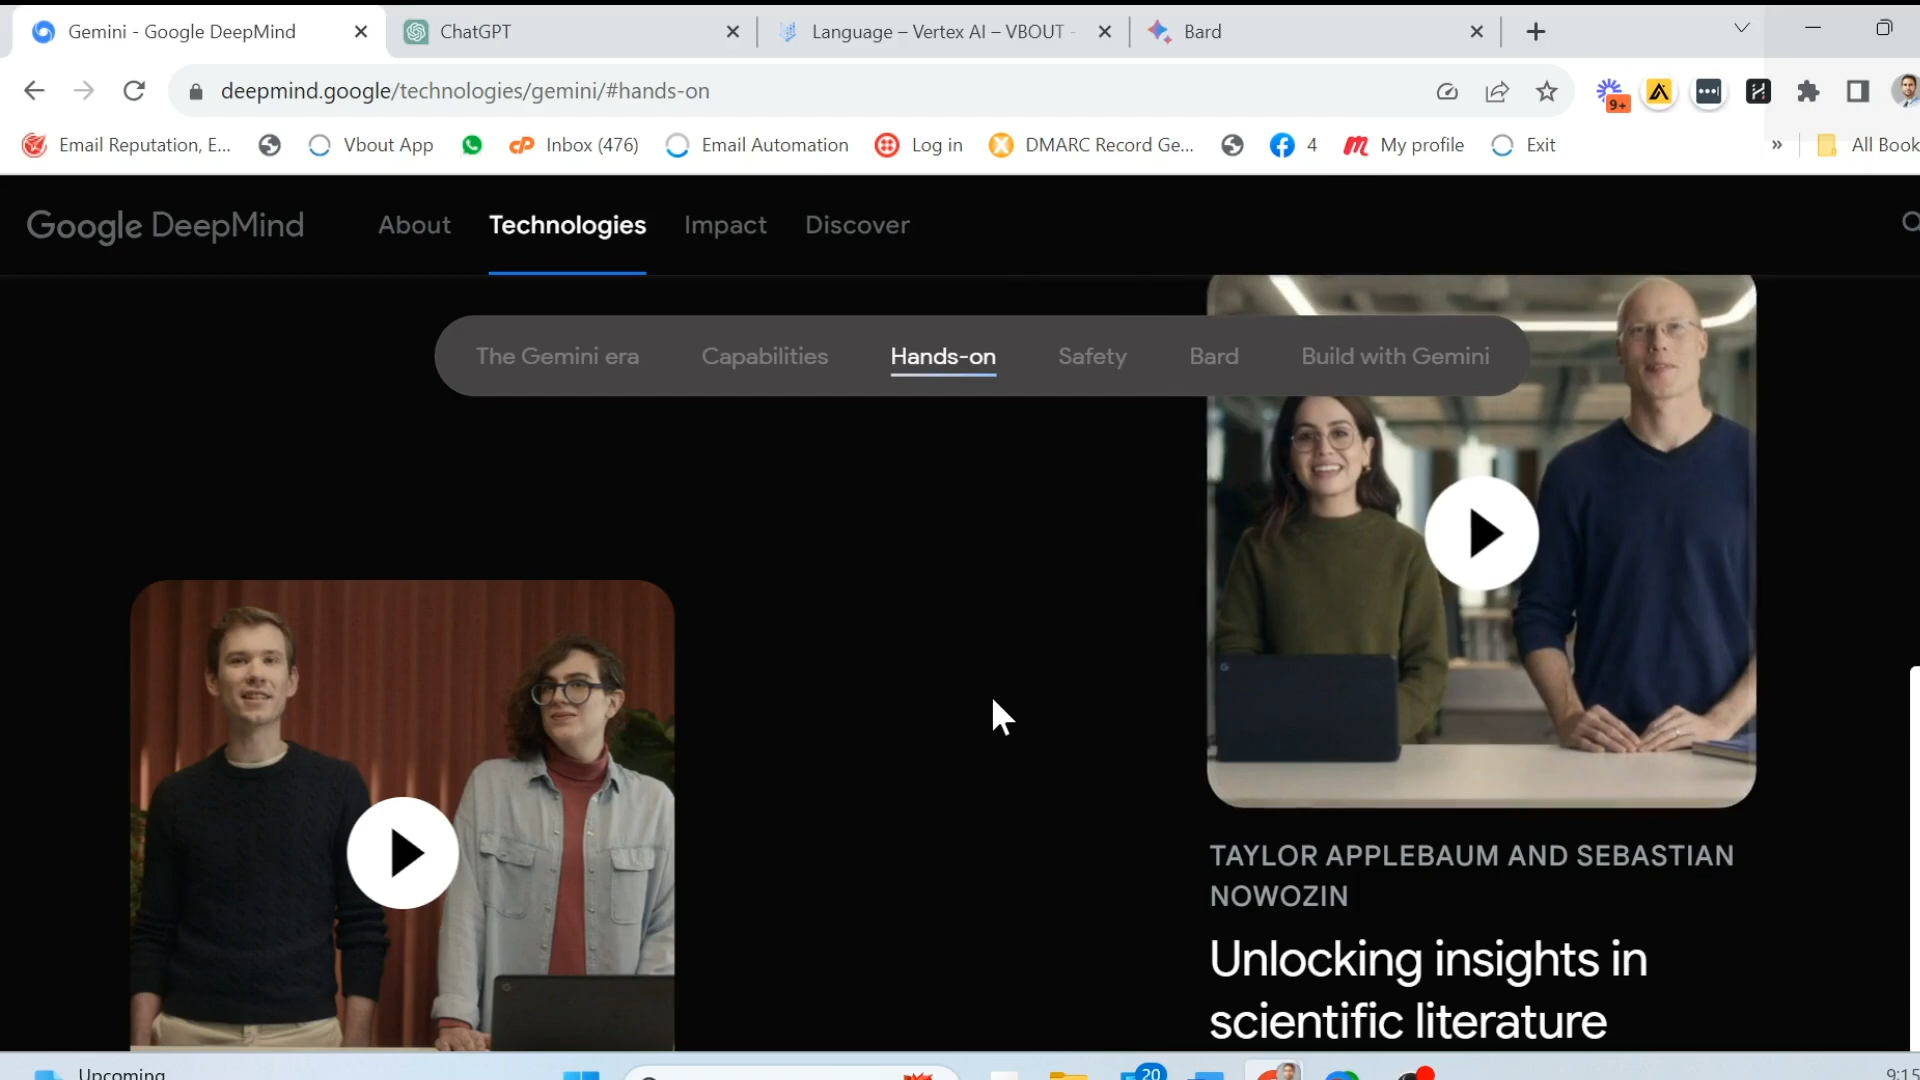 Gemini - Google DeepMind
ChatGPT
Language – Vertex AI – VBOUT -
Bard
deepmind.google/technologies/gemini/#hands-on
9+
Email Reputation, E...
Vbout App
Inbox (476)
Email Automation
Log in
DMARC Record Ge...
4
My profile
Exit
»
All Book
Google DeepMind
About
Technologies
Impact
Discover
The Gemini era
Capabilities
Hands-on
Safety
Bard
Build with Gemini
TAYLOR APPLEBAUM AND SEBASTIAN
NOWOZIN
Unlocking insights in
scientific literature
Upcoming
20
9:15